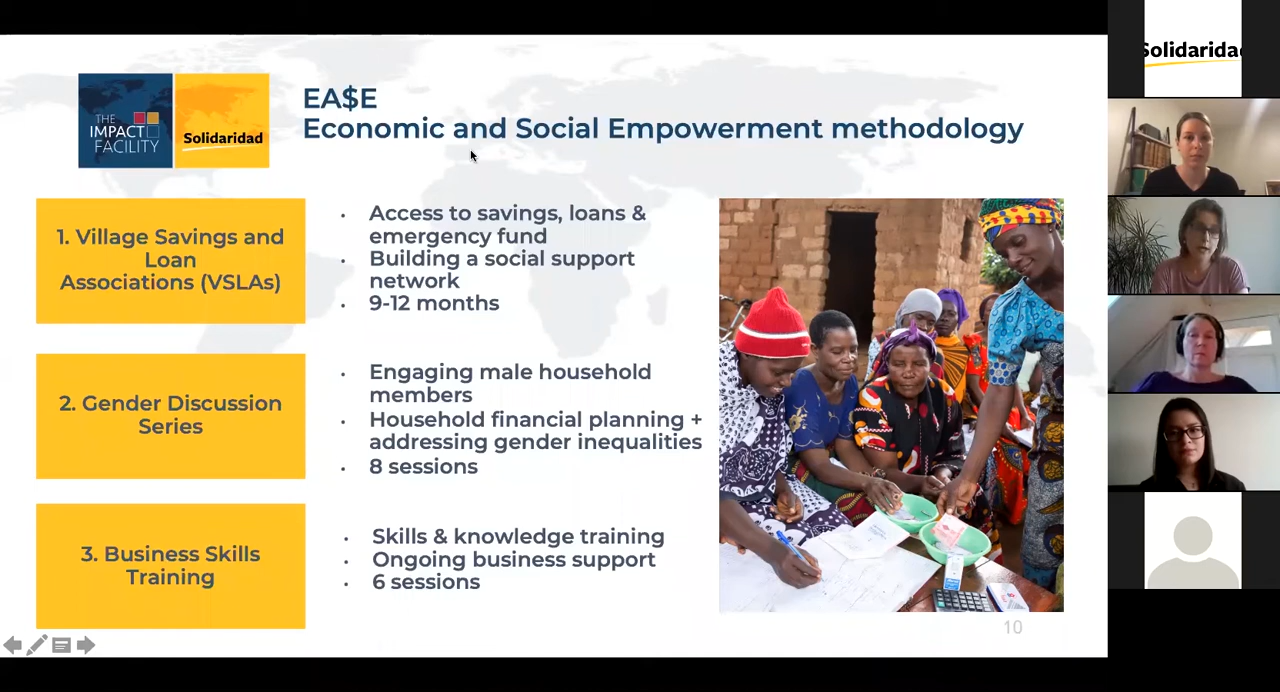 THE
IMPACT
FACILITY
Solidaridad
EA$E
Economic and Social Empowerment methodology
1. Village Savings and
Loan
Associations (VSLAs)
• Access to savings, loans &
emergency fund
• Building a social support
network
• 9-12 months
2. Gender Discussion
Series
• Engaging male household
members
• Household financial planning +
addressing gender inequalities
• 8 sessions
3. Business Skills
Training
• Skills & knowledge training
• Ongoing business support
• 6 sessions
10
Solidaridad